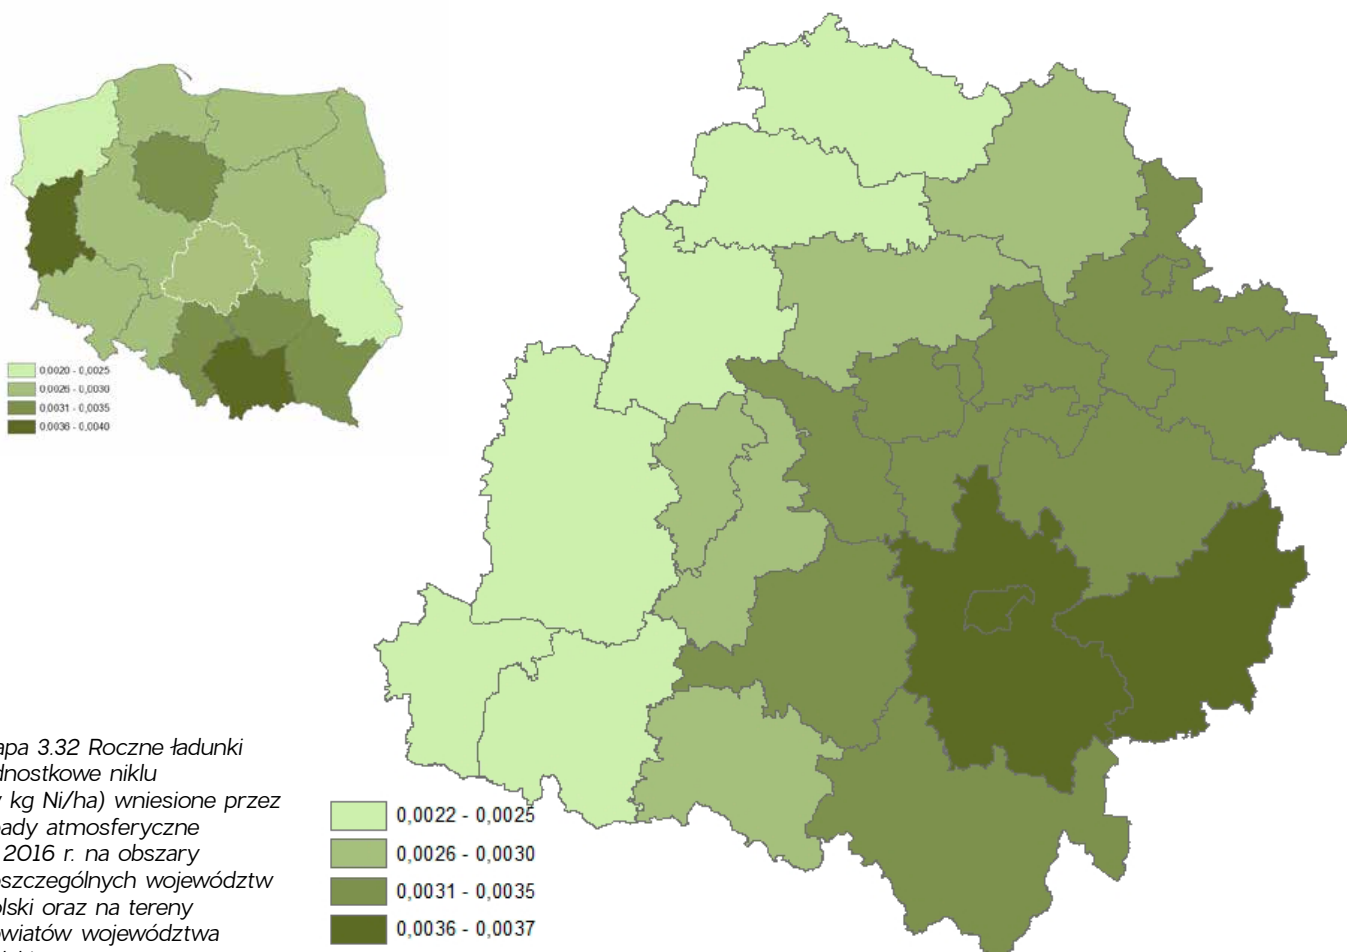 0,0020 - 0,0025
0,0026 - 0,0030
0,0031 - 0,0035
0,0036 - 0,0040
apa 3.32 Roczne ładunki
dnostkowe niklu
kg Ni/ha) wniesione przez
ady atmosferyczne
2016 r. na obszary
oszczególnych województw
olski oraz na tereny
owiatów województwa
0,0022 - 0,0025
0,0026 - 0,0030
0,0031 - 0,0035
0,0036 - 0,0037